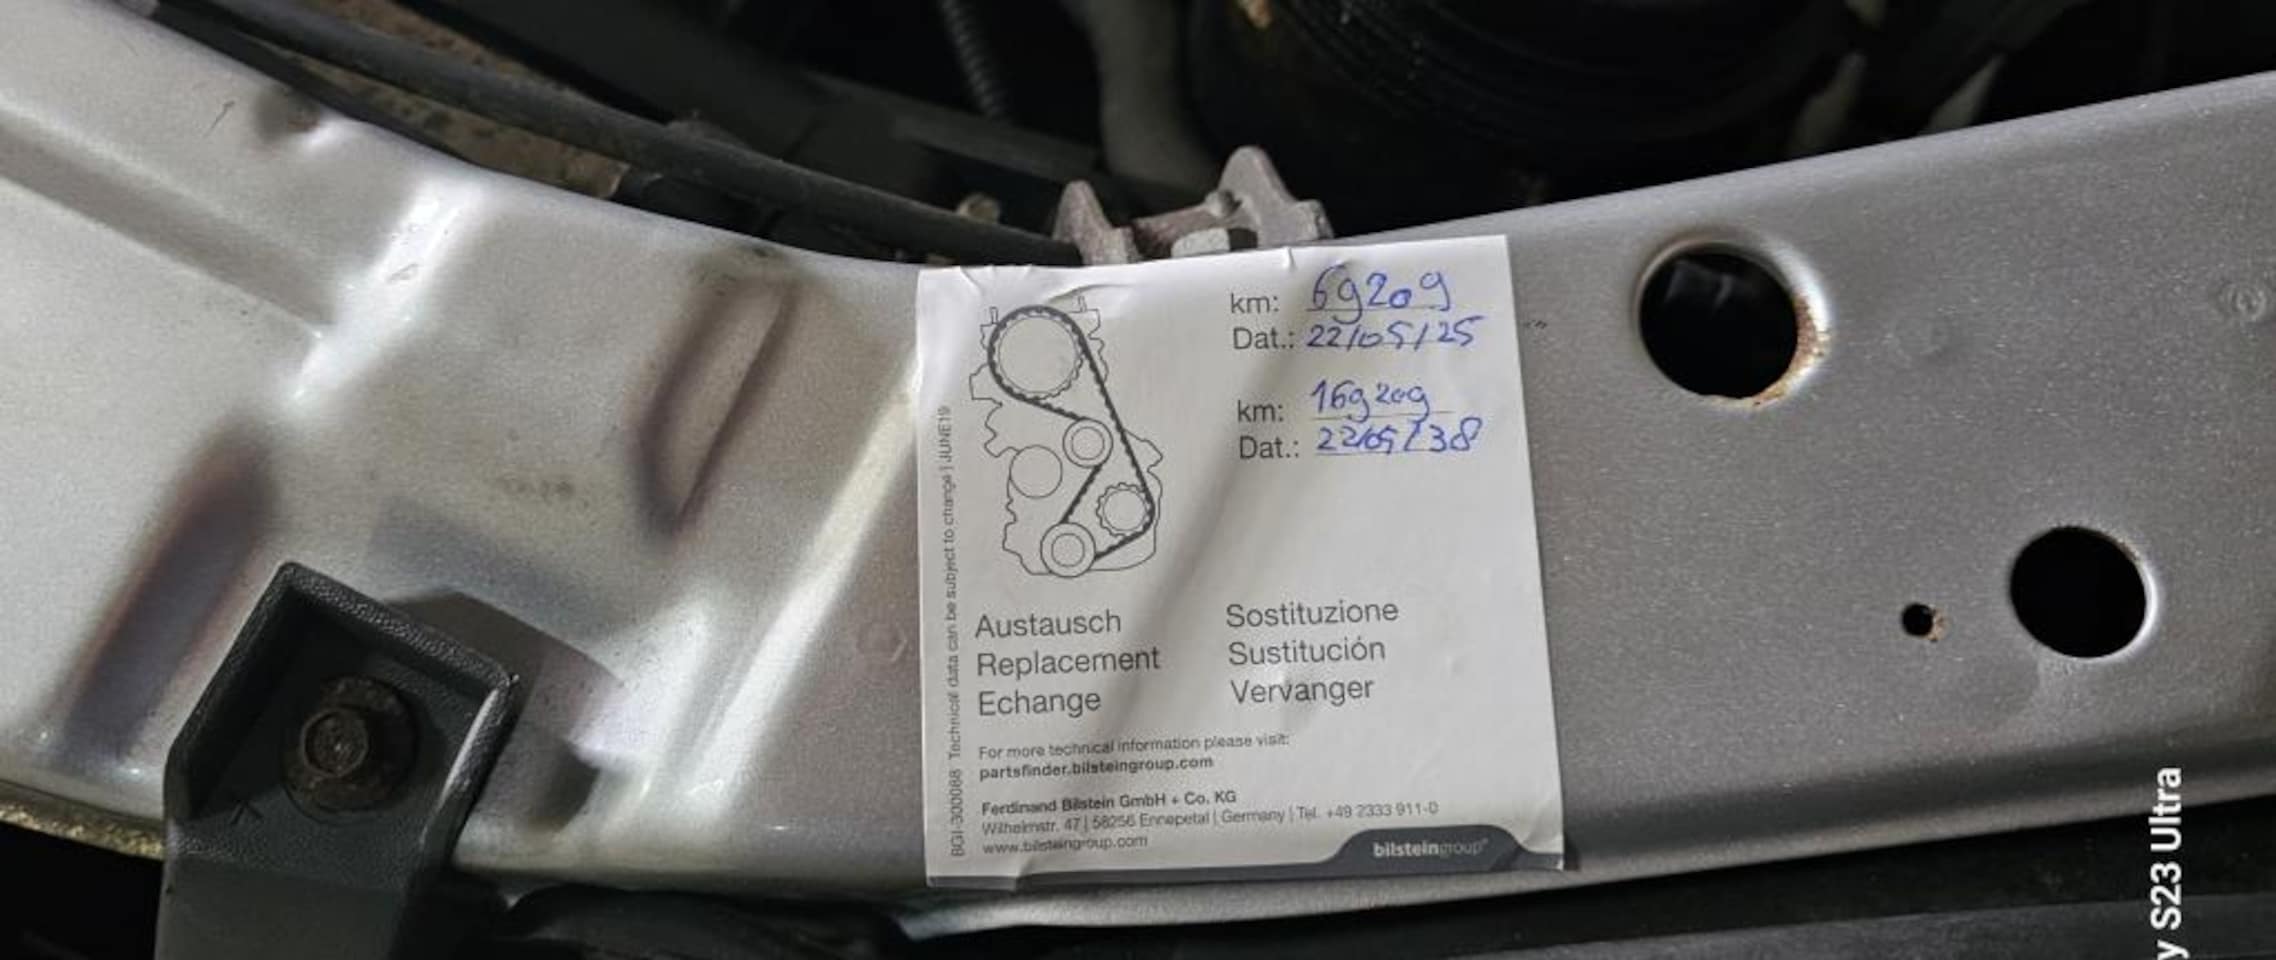 km: 69209
Dat.: 22/05/25
km: 169209
Dat.: 22/05/38
Austausch
Replacement
Echange
Sostituzione
Sustitución
Vervanger
For more technical information please visit:
partsfinder.bilsteingroup.com
Ferdinand Bilstein GmbH + Co. KG
Wilhelmstr. 47 | 58256 Ennepetal | Germany | Tel. +49 2333 911-0
www.bilsteingroup.com
bilsteingroup®
BGI-300088 Technical data can be subject to change | JUNE19
y S23 Ultra